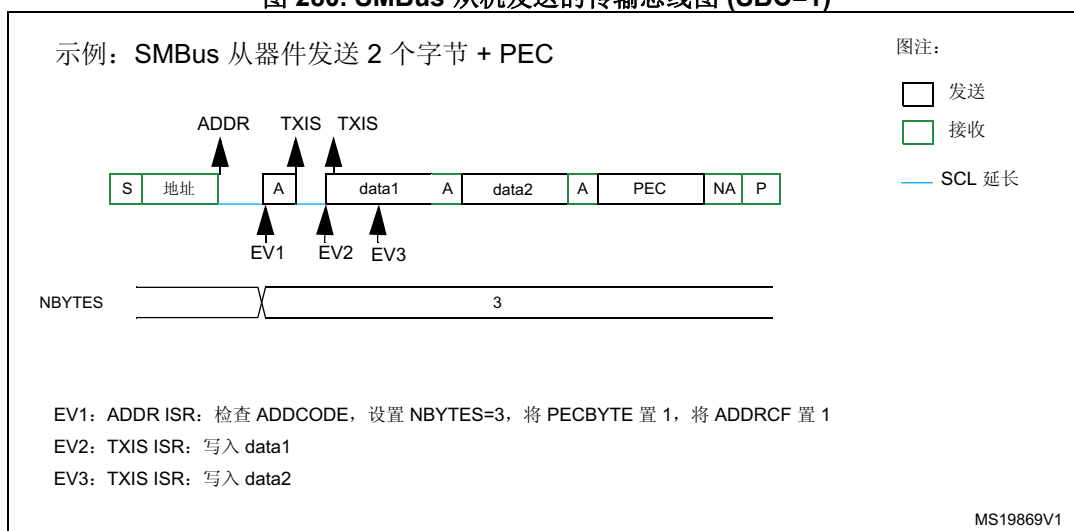 图 280. SMBus 从机发送的传输总线图 (SBC=1)
示例：SMBus 从器件发送 2 个字节 + PEC
图注：
发送
接收
SCL 延长
ADDR TXIS TXIS
S 地址 A data1 A data2 A PEC NA P
EV1 EV2 EV3
NBYTES 3
EV1：ADDR ISR：检查 ADDCODE，设置 NBYTES=3，将 PECBYTE 置 1，将 ADDRCF 置 1
EV2：TXIS ISR：写入 data1
EV3：TXIS ISR：写入 data2
MS19869V1